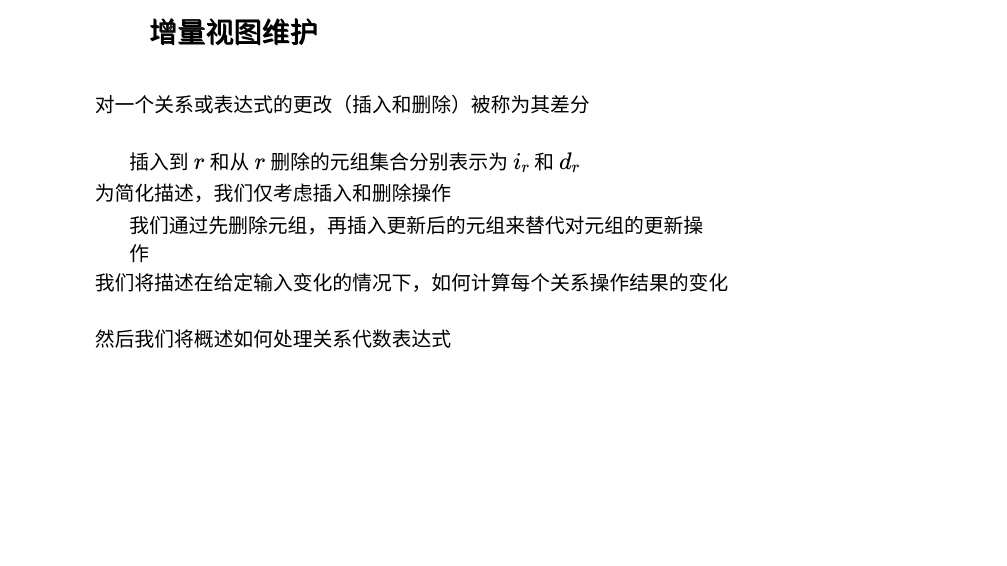 增量视图维护
对一个关系或表达式的更改（插入和删除）被称为其差分
插入到 r 和从 r 删除的元组集合分别表示为 i_r 和 d_r
为简化描述，我们仅考虑插入和删除操作
我们通过先删除元组，再插入更新后的元组来替代对元组的更新操
作
我们将描述在给定输入变化的情况下，如何计算每个关系操作结果的变化
然后我们将概述如何处理关系代数表达式